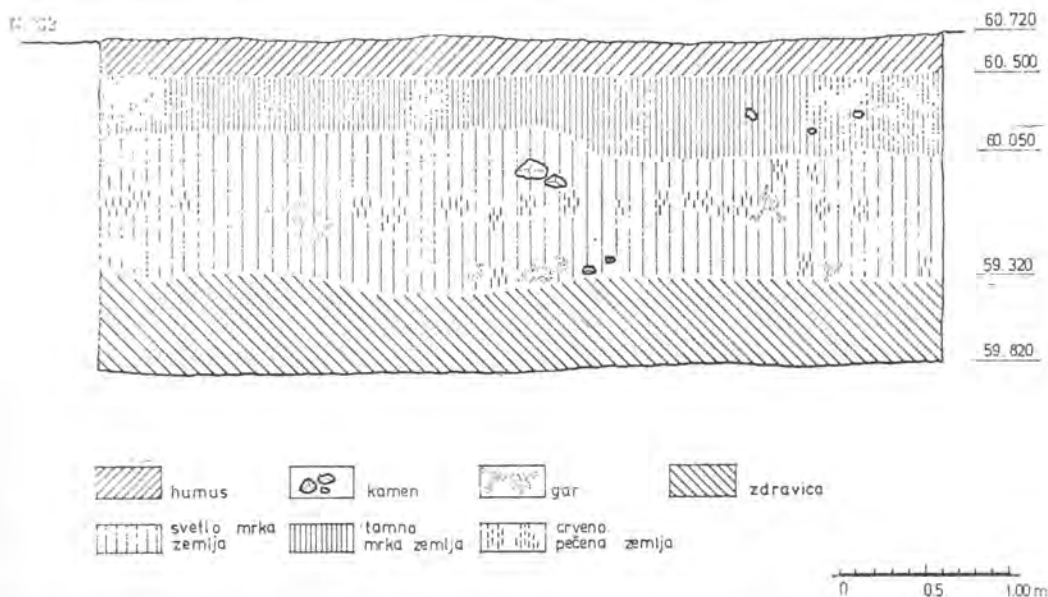 60.720
60.500
60.050
59.320
59.820
humus
kamen
gar
zdravica
svetlo mrka
zemlja
tamno
mrka zemlja
crveno
pečena zemlja
0 0.5 1.00 m